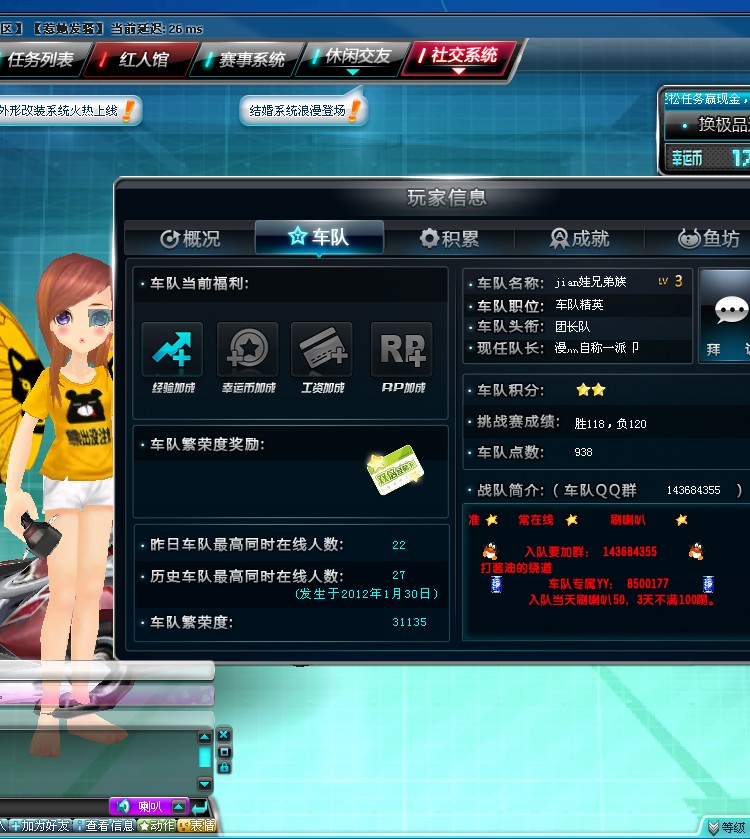 区】 【惹她发骚】 当前延迟: 26 ms
任务列表 红人馆 赛事系统 休闲交友 社交系统
外形改装系统火热上线
结婚系统浪漫登场
轻松任务赢现金，
· 换极品
幸运币 17
玩家信息
概况 车队 积累 成就 鱼坊
· 车队当前福利:
经验加成 幸运币加成 工资加成 RP加成
· 车队繁荣度奖励:
· 昨日车队最高同时在线人数: 22
· 历史车队最高同时在线人数: 27
(发生于2012年1月30日)
· 车队繁荣度: 31135
· 车队名称: jian娃兄弟族 LV 3
· 车队职位: 车队精英
· 车队头衔: 团长队
· 现任队长: 漫灬自称一派卩
拜
· 车队积分:
· 挑战赛成绩: 胜118，负120
· 车队点数: 938
· 战队简介: ( 车队QQ群 143684355 )
准 常在线 刷喇叭
入队要加群: 143684355
打酱油的绕道
车队专属YY: 8500177
入队当天刷喇叭50, 3天不满100踢。
喇叭
人 +加为好友 查看信息 动作 表情
等级